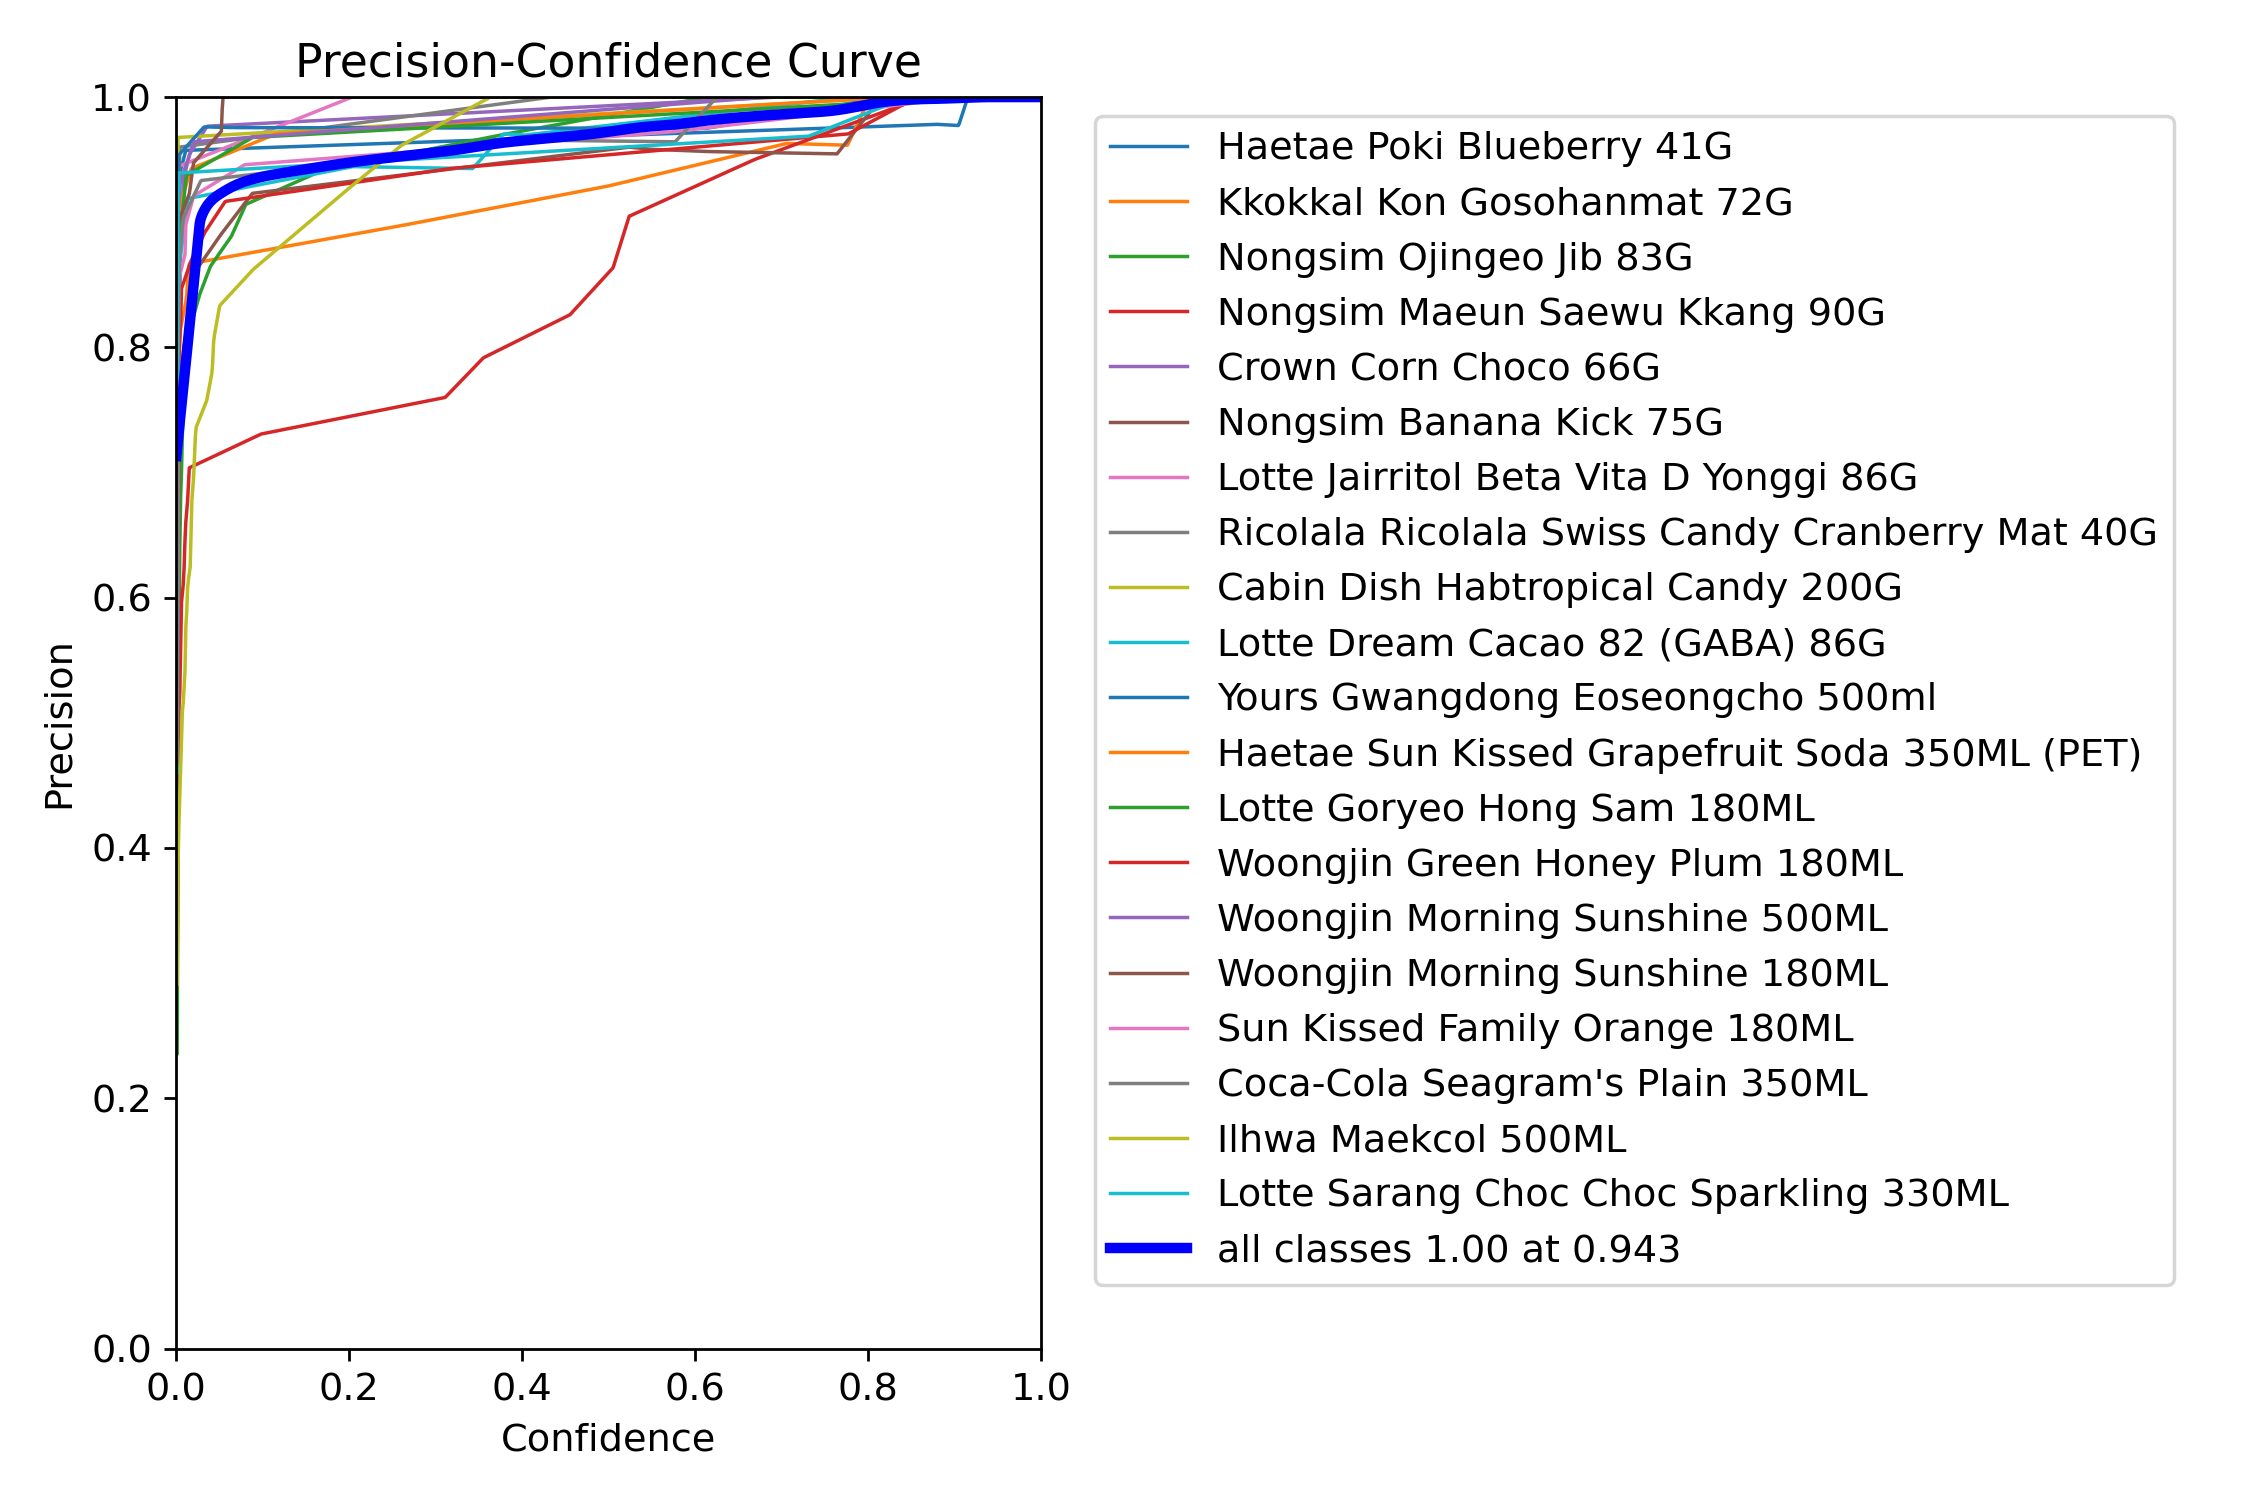 Precision-Confidence Curve
1.0
0.8
0.6
0.4
0.2
0.0
Precision
0.0 0.2 0.4 0.6 0.8 1.0
Confidence
Haetae Poki Blueberry 41G
Kkokkal Kon Gosohanmat 72G
Nongsim Ojingeo Jib 83G
Nongsim Maeun Saewu Kkang 90G
Crown Corn Choco 66G
Nongsim Banana Kick 75G
Lotte Jairritol Beta Vita D Yonggi 86G
Ricolala Ricolala Swiss Candy Cranberry Mat 40G
Cabin Dish Habtropical Candy 200G
Lotte Dream Cacao 82 (GABA) 86G
Yours Gwangdong Eoseongcho 500ml
Haetae Sun Kissed Grapefruit Soda 350ML (PET)
Lotte Goryeo Hong Sam 180ML
Woongjin Green Honey Plum 180ML
Woongjin Morning Sunshine 500ML
Woongjin Morning Sunshine 180ML
Sun Kissed Family Orange 180ML
Coca-Cola Seagram's Plain 350ML
Ilhwa Maekcol 500ML
Lotte Sarang Choc Choc Sparkling 330ML
all classes 1.00 at 0.943